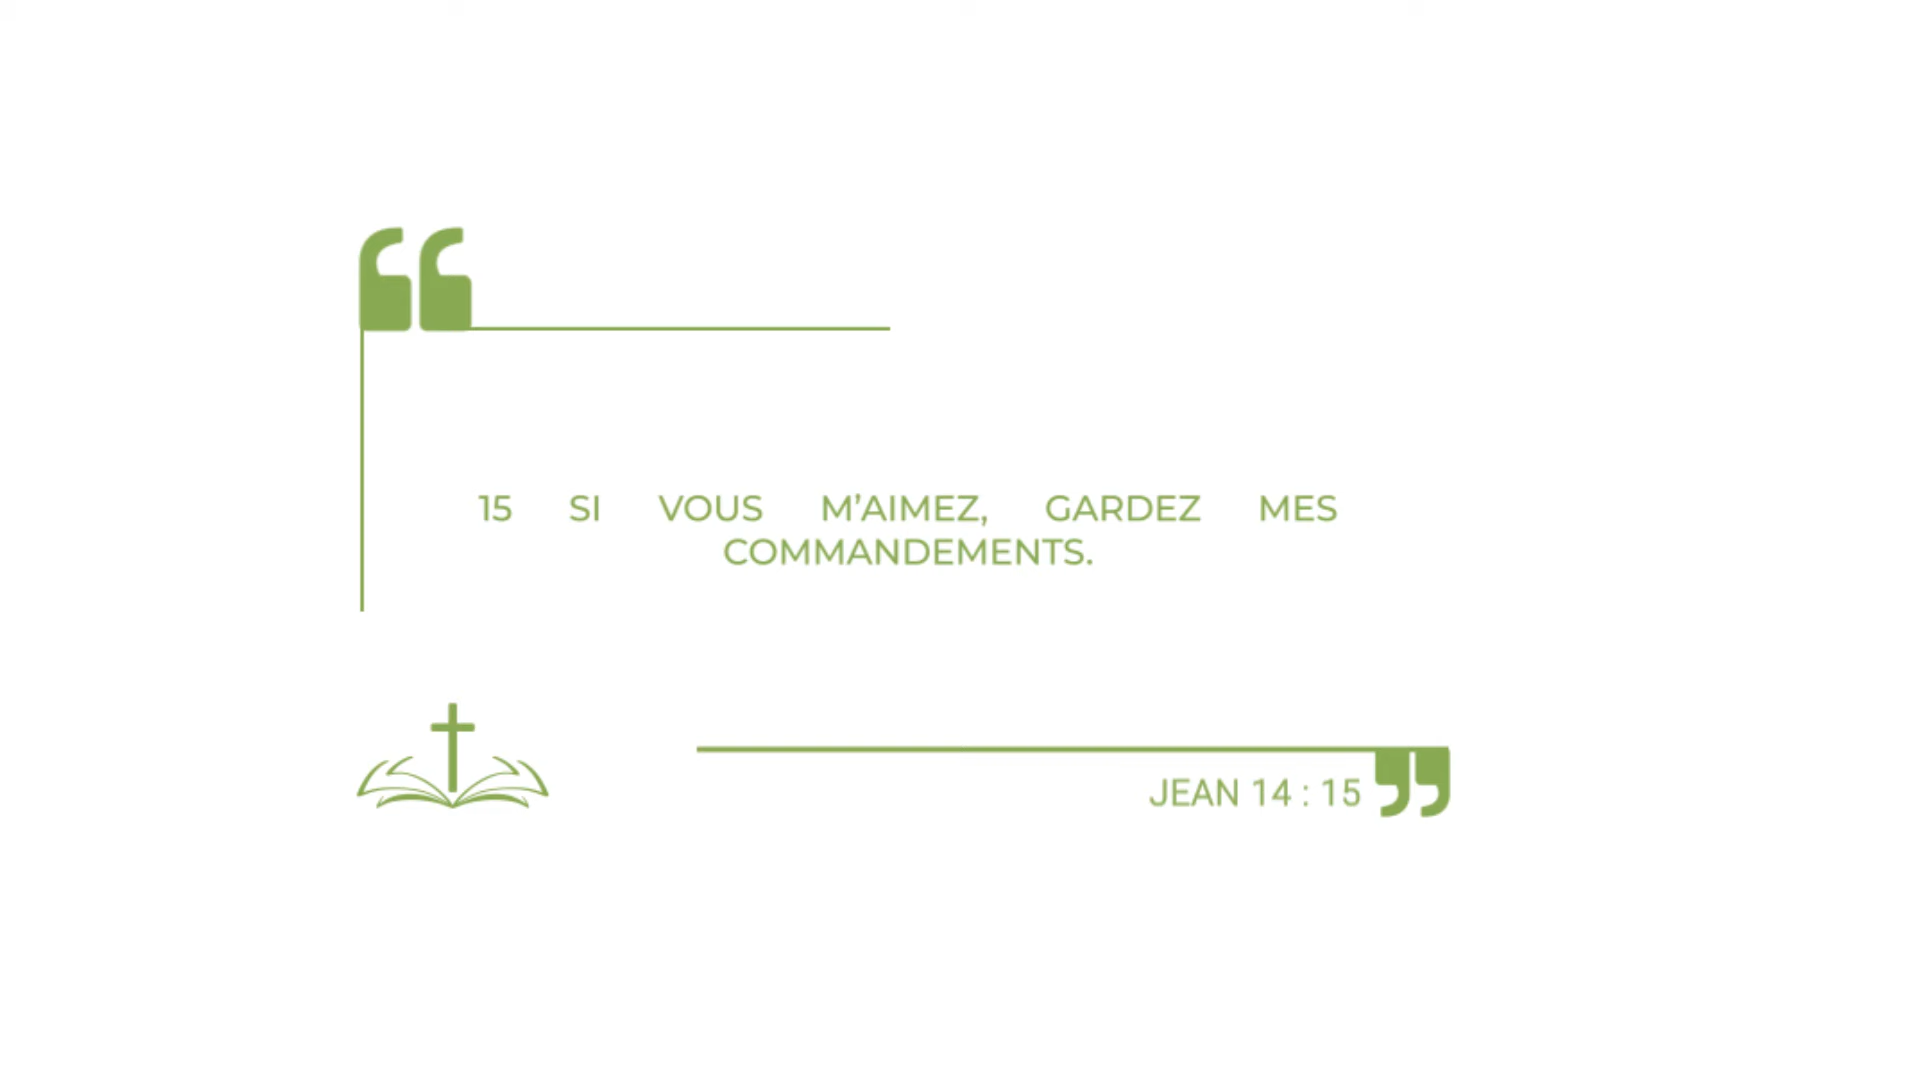 15 SI VOUS M’AIMEZ, GARDEZ MES
COMMANDEMENTS.
JEAN 14 : 15